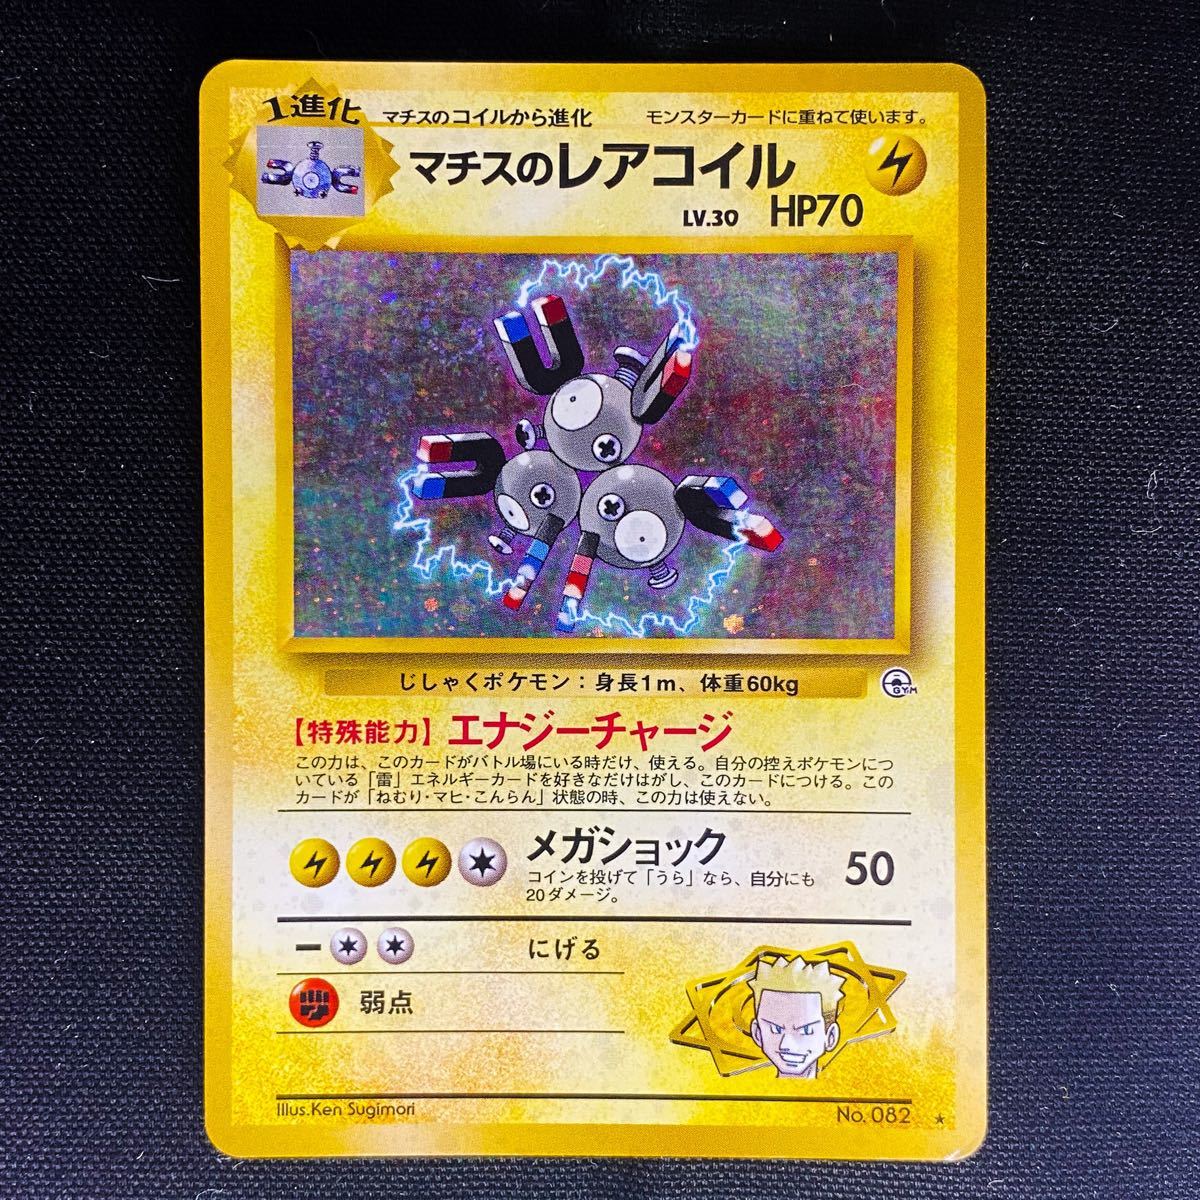 1進化
マチスのコイルから進化
モンスターカードに重ねて使います。
マチスのレアコイル
LV.30 HP70
じしゃくポケモン：身長1m、体重60kg
GYM
【特殊能力】エナジーチャージ
この力は、このカードがバトル場にいる時だけ、使える。自分の控えポケモンにつ
いている「雷」エネルギーカードを好きなだけはがし、このカードにつける。この
カードが「ねむり・マヒ・こんらん」状態の時、この力は使えない。
メガショック 50
コインを投げて「うら」なら、自分にも
20ダメージ。
にげる
弱点
Illus.Ken Sugimori
No. 082 ★